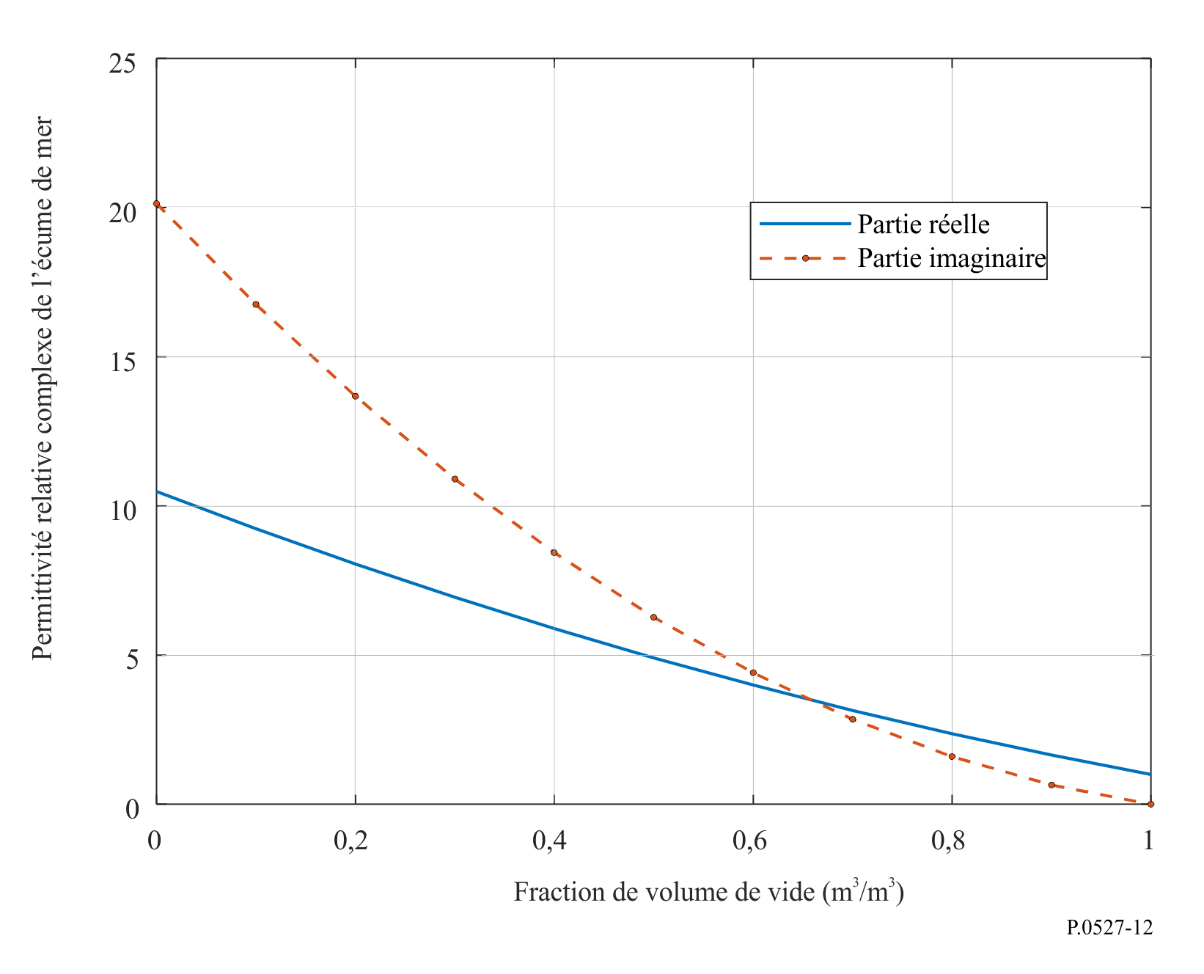 Permittivité relative complexe de l’écume de mer
25
20
15
10
5
0
Partie réelle
Partie imaginaire
0 0,2 0,4 0,6 0,8 1
Fraction de volume de vide (m³/m³)
P.0527-12